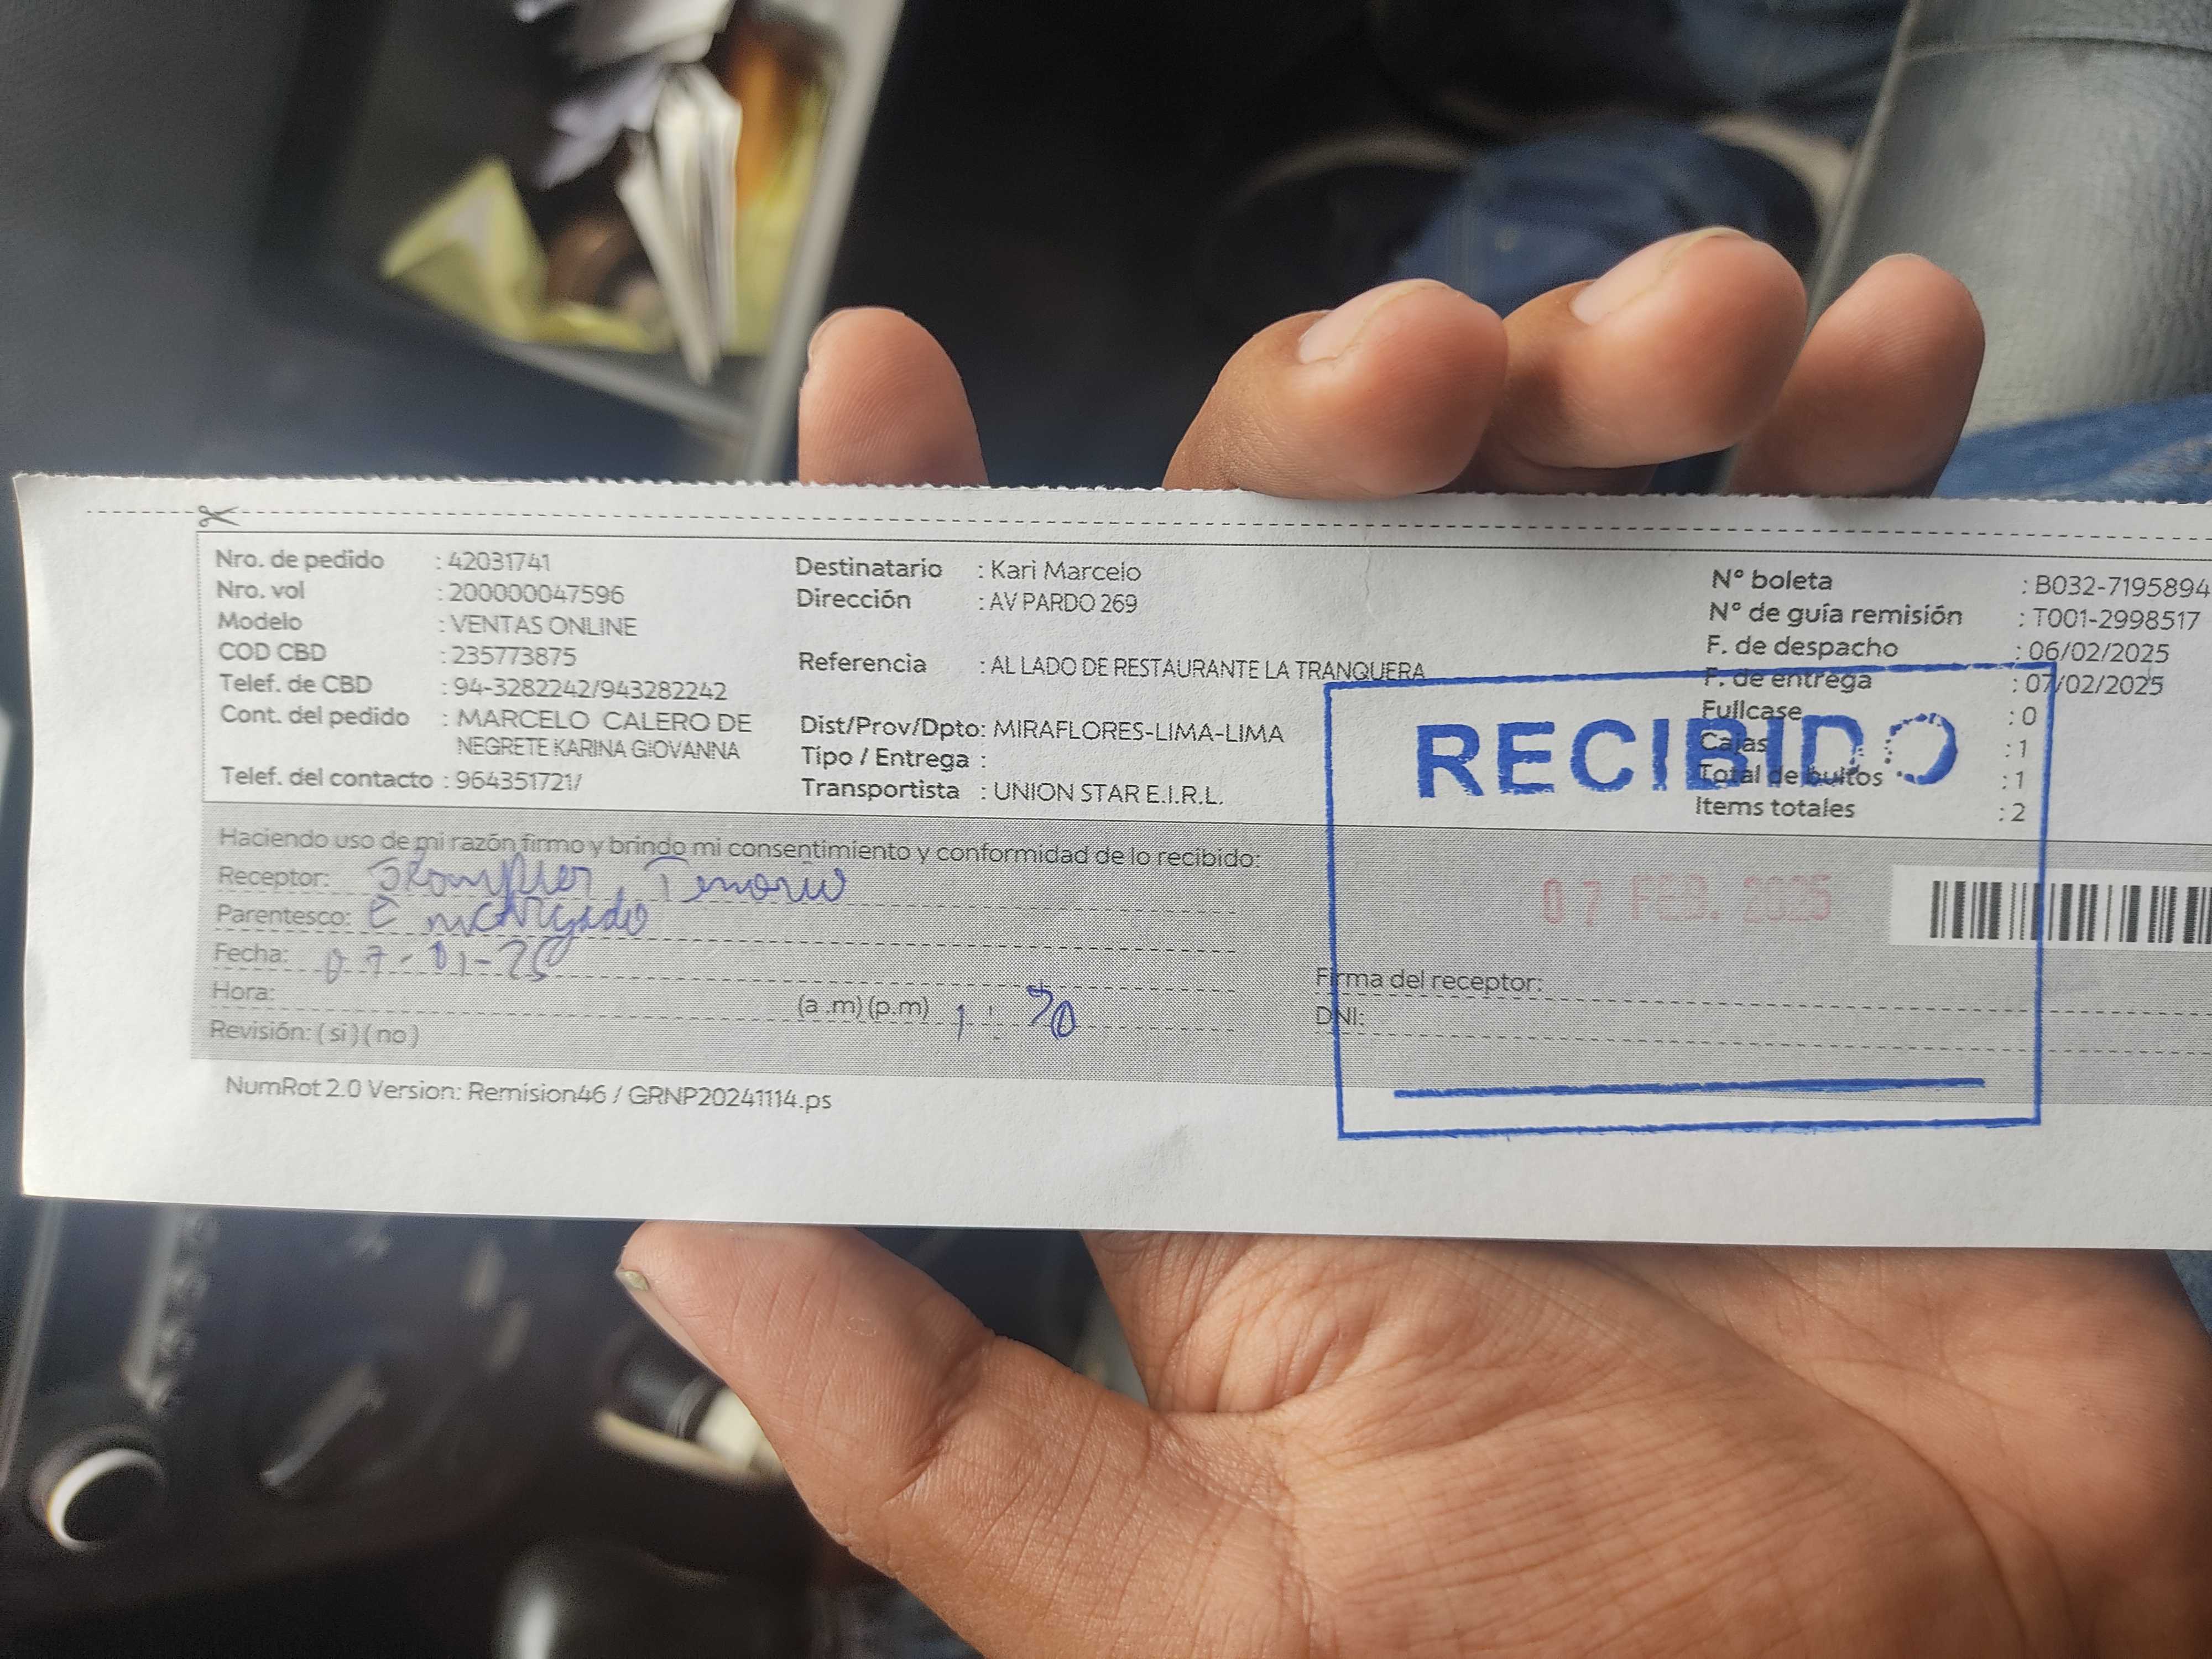 Nro. de pedido : 42031741
Nro. vol : 200000047596
Modelo : VENTAS ONLINE
COD CBD : 235773875
Telef. de CBD : 94-3282242/943282242
Cont. del pedido : MARCELO CALERO DE
NEGRETE KARINA GIOVANNA
Telef. del contacto : 964351721/
Destinatario : Kari Marcelo
Dirección : AV PARDO 269
Referencia : AL LADO DE RESTAURANTE LA TRANQUERA
Dist/Prov/Dpto: MIRAFLORES-LIMA-LIMA
Tipo / Entrega :
Transportista : UNION STAR E.I.R.L.
N° boleta : B032-7195894
N° de guía remisión : T001-2998517
F. de despacho : 06/02/2025
F. de entrega : 07/02/2025
Fullcase : 0
Cajas : 1
Total de bultos : 1
Items totales : 2
RECIBIDO
07 FEB. 2025
Haciendo uso de mi razón firmo y brindo mi consentimiento y conformidad de lo recibido:
Receptor: Tenorio
Parentesco: Encargado
Fecha: 07-01-25
Hora: (a .m) (p.m) 1:
Revisión: ( si ) ( no )
Firma del receptor:
DNI:
NumRot 2.0 Version: Remision46 / GRNP20241114.ps